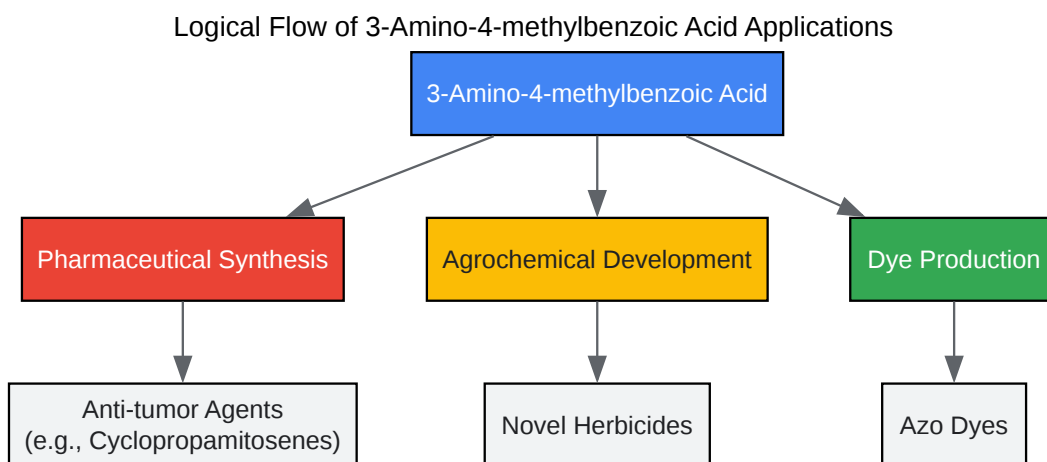 Logical Flow of 3-Amino-4-methylbenzoic Acid Applications
3-Amino-4-methylbenzoic Acid
Pharmaceutical Synthesis
Agrochemical Development
Dye Production
Anti-tumor Agents
(e.g., Cyclopropamitosenes)
Novel Herbicides
Azo Dyes